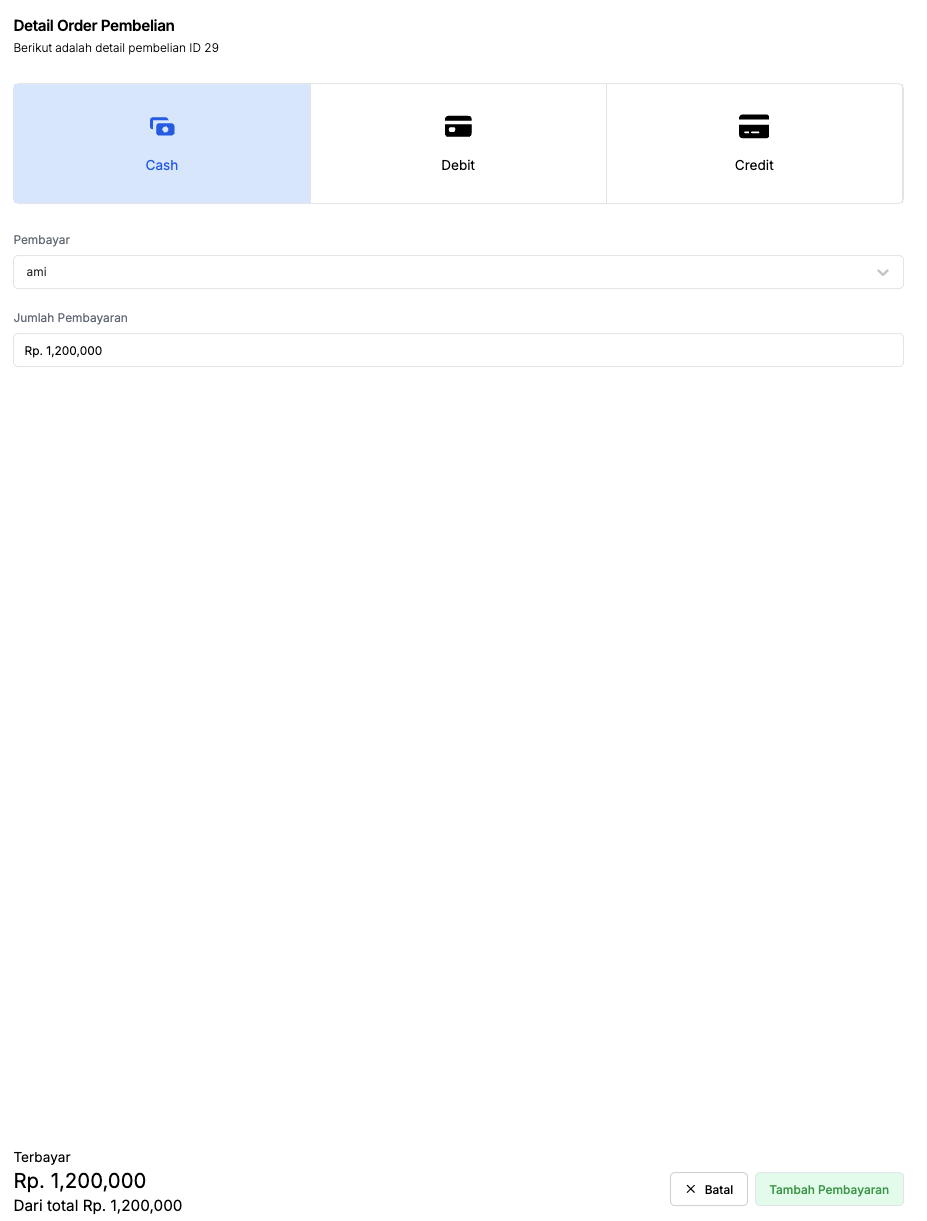 Detail Order Pembelian
Berikut adalah detail pembelian ID 29
Cash
Debit
Credit
Pembayar
ami
Jumlah Pembayaran
Rp. 1,200,000
Terbayar
Rp. 1,200,000
Dari total Rp. 1,200,000
Batal
Tambah Pembayaran